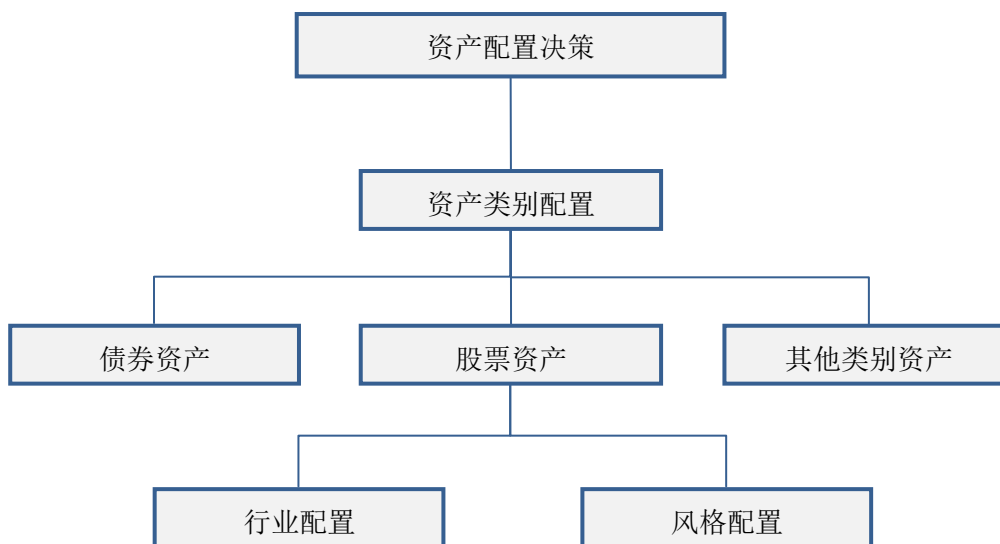 资产配置决策
资产类别配置
债券资产
股票资产
其他类别资产
行业配置
风格配置